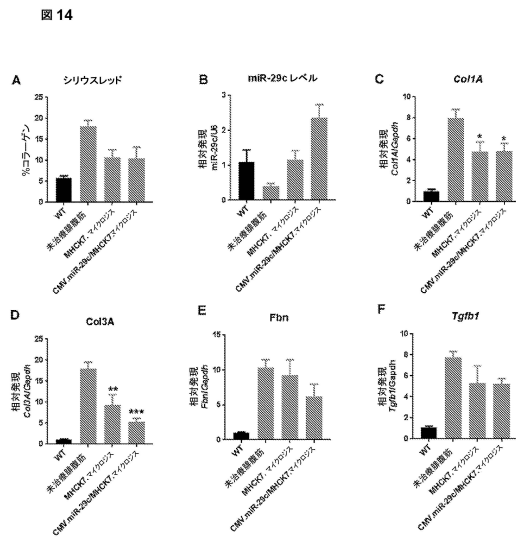 図 14
A
シリウスレッド
%コラーゲン
25
20
15
10
5
0
WT
未治療腓腹筋
MHCK7. マイクロジス
CMV.miR-29c/MHCK7.マイクロジス
B
miR-29c レベル
相対発現
miR-29c/U6
3
2
1
0
WT
未治療腓腹筋
MHCK7. マイクロジス
CMV.miR-29c/MHCK7.マイクロジス
C
Col1A
相対発現
Col1A/Gapdh
10
8
6
4
2
0
* *
WT
未治療腓腹筋
MHCK7. マイクロジス
CMV.miR-29c/MHCK7.マイクロジス
D
Col3A
相対発現
Col3A/Gapdh
25
20
15
10
5
0
** ***
WT
未治療腓腹筋
MHCK7. マイクロジス
CMV.miR-29c/MHCK7.マイクロジス
E
Fbn
相対発現
Fbn/Gapdh
15
10
5
0
WT
未治療腓腹筋
MHCK7. マイクロジス
CMV.miR-29c/MHCK7.マイクロジス
F
Tgfb1
相対発現
Tgfb1/Gapdh
10
8
6
4
2
0
WT
未治療腓腹筋
MHCK7. マイクロジス
CMV.miR-29c/MHCK7.マイクロジス